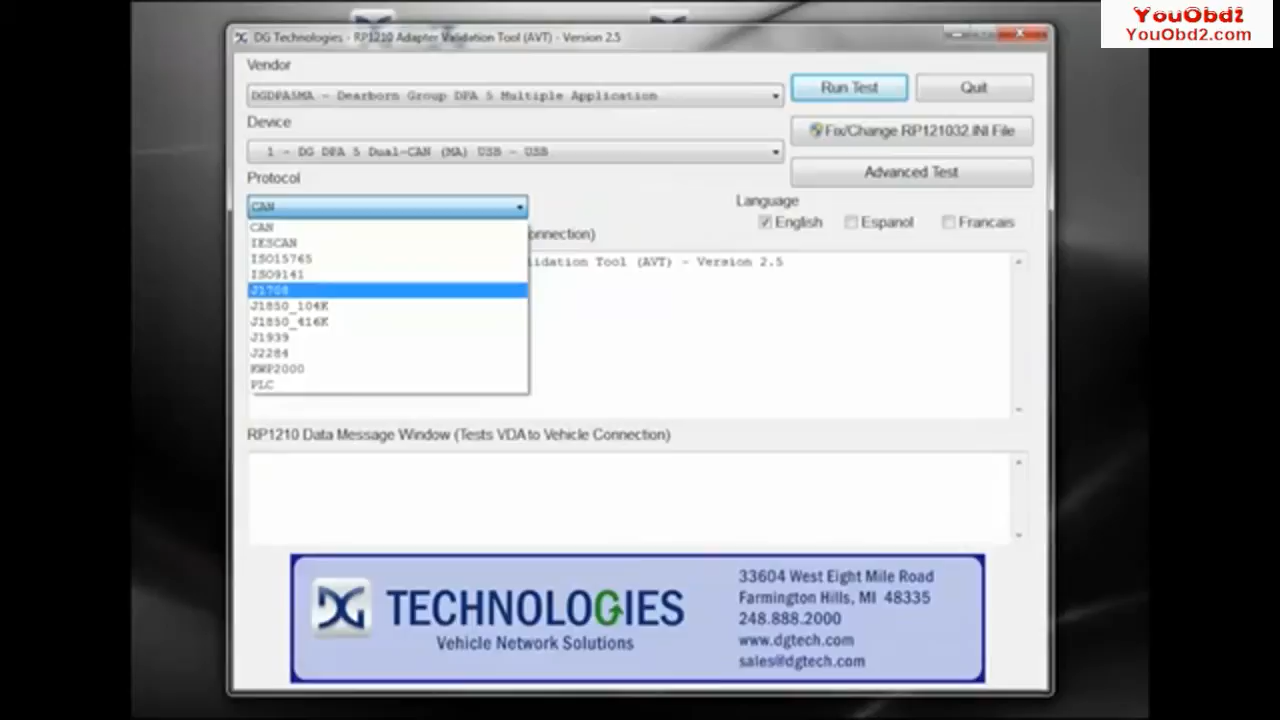 YouObd2
YouObd2.com
DG Technologies - RP1210 Adapter Validation Tool (AVT) - Version 2.5
Vendor
DGDPA5MA - Dearborn Group DPA 5 Multiple Application
Run Test
Quit
Device
Fix/Change RP121032.INI File
1 - DG DPA 5 Dual-CAN (MA) USB - USB
Protocol
Advanced Test
CAN
Language
English
Espanol
Francais
CAN
IESCAN
onnection)
ISO15765
idation Tool (AVT) - Version 2.5
ISO9141
J1708
J1850_104K
J1850_416K
J1939
J2284
KWP2000
PLC
RP1210 Data Message Window (Tests VDA to Vehicle Connection)
DG TECHNOLOGIES
Vehicle Network Solutions
33604 West Eight Mile Road
Farmington Hills, MI 48335
248.888.2000
www.dgtech.com
sales@dgtech.com